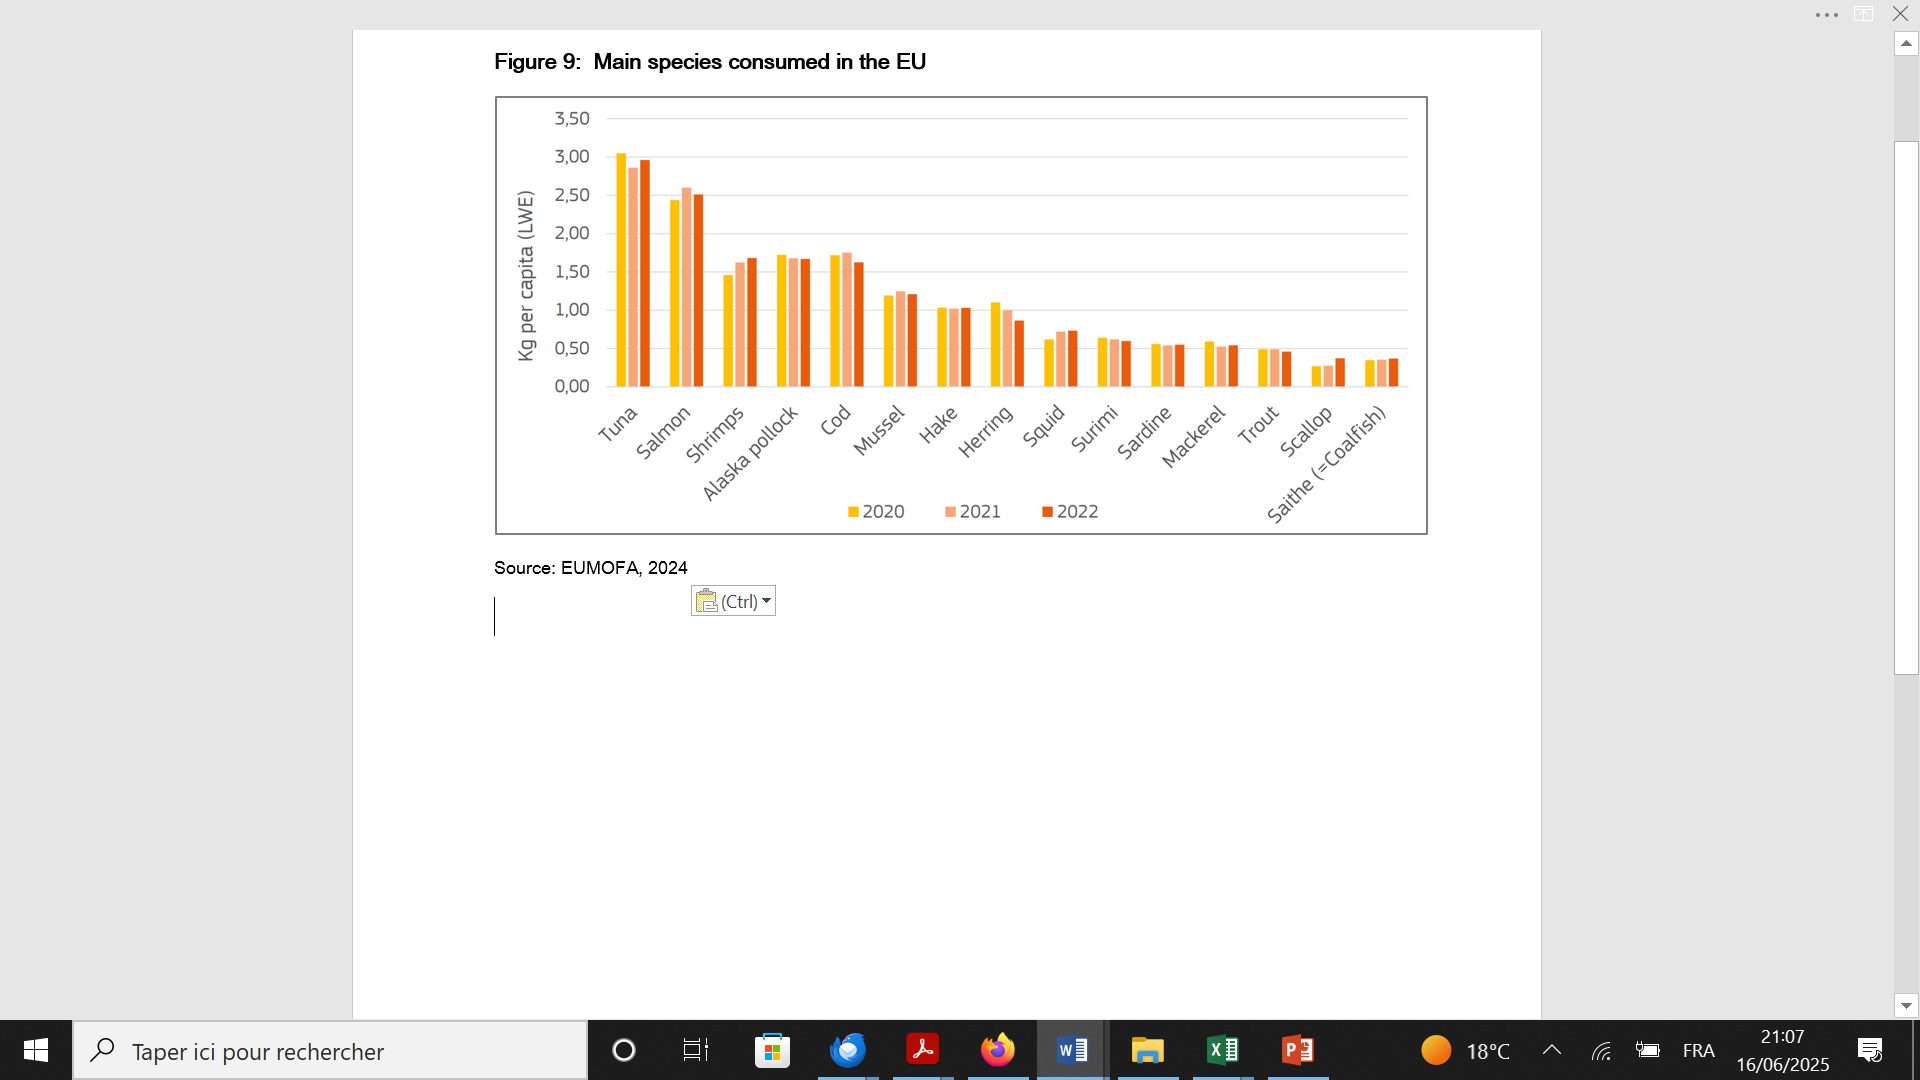 Figure 9:  Main species consumed in the EU
3,50
3,00
2,50
2,00
1,50
1,00
0,50
0,00
Kg per capita (LWE)
Tuna
Salmon
Shrimps
Alaska pollock
Cod
Mussel
Hake
Herring
Squid
Surimi
Sardine
Mackerel
Trout
Scallop
Saithe (=Coalfish)
2020 2021 2022
Source: EUMOFA, 2024
(Ctrl)
Taper ici pour rechercher
18°C
FRA
21:07
16/06/2025